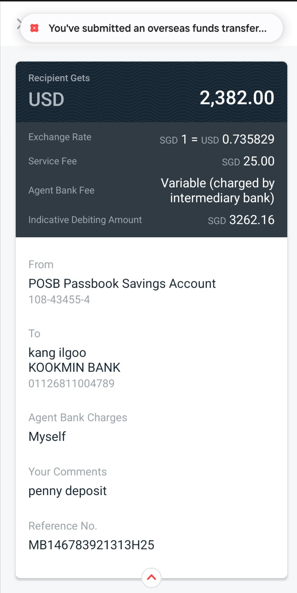 You've submitted an overseas funds transfer...
Recipient Gets
USD 2,382.00
Exchange Rate SGD 1 = USD 0.735829
Service Fee SGD 25.00
Agent Bank Fee Variable (charged by
intermediary bank)
Indicative Debiting Amount SGD 3262.16
From
POSB Passbook Savings Account
108-43455-4
To
kang ilgoo
KOOKMIN BANK
01126811004789
Agent Bank Charges
Myself
Your Comments
penny deposit
Reference No.
MB146783921313H25